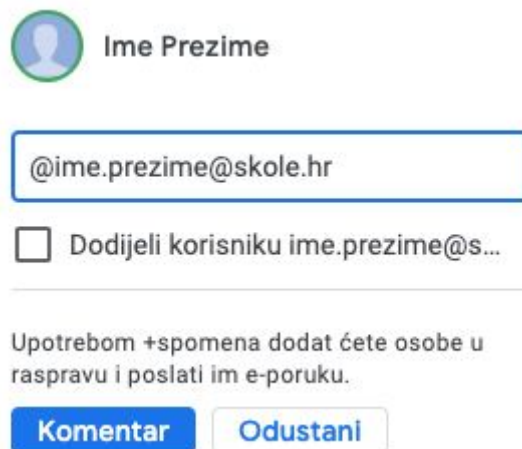 Ime Prezime
@ime.prezime@skole.hr
Dodijeli korisniku ime.prezime@s...
Upotrebom +spomena dodat ćete osobe u
raspravu i poslati im e-poruku.
Komentar
Odustani